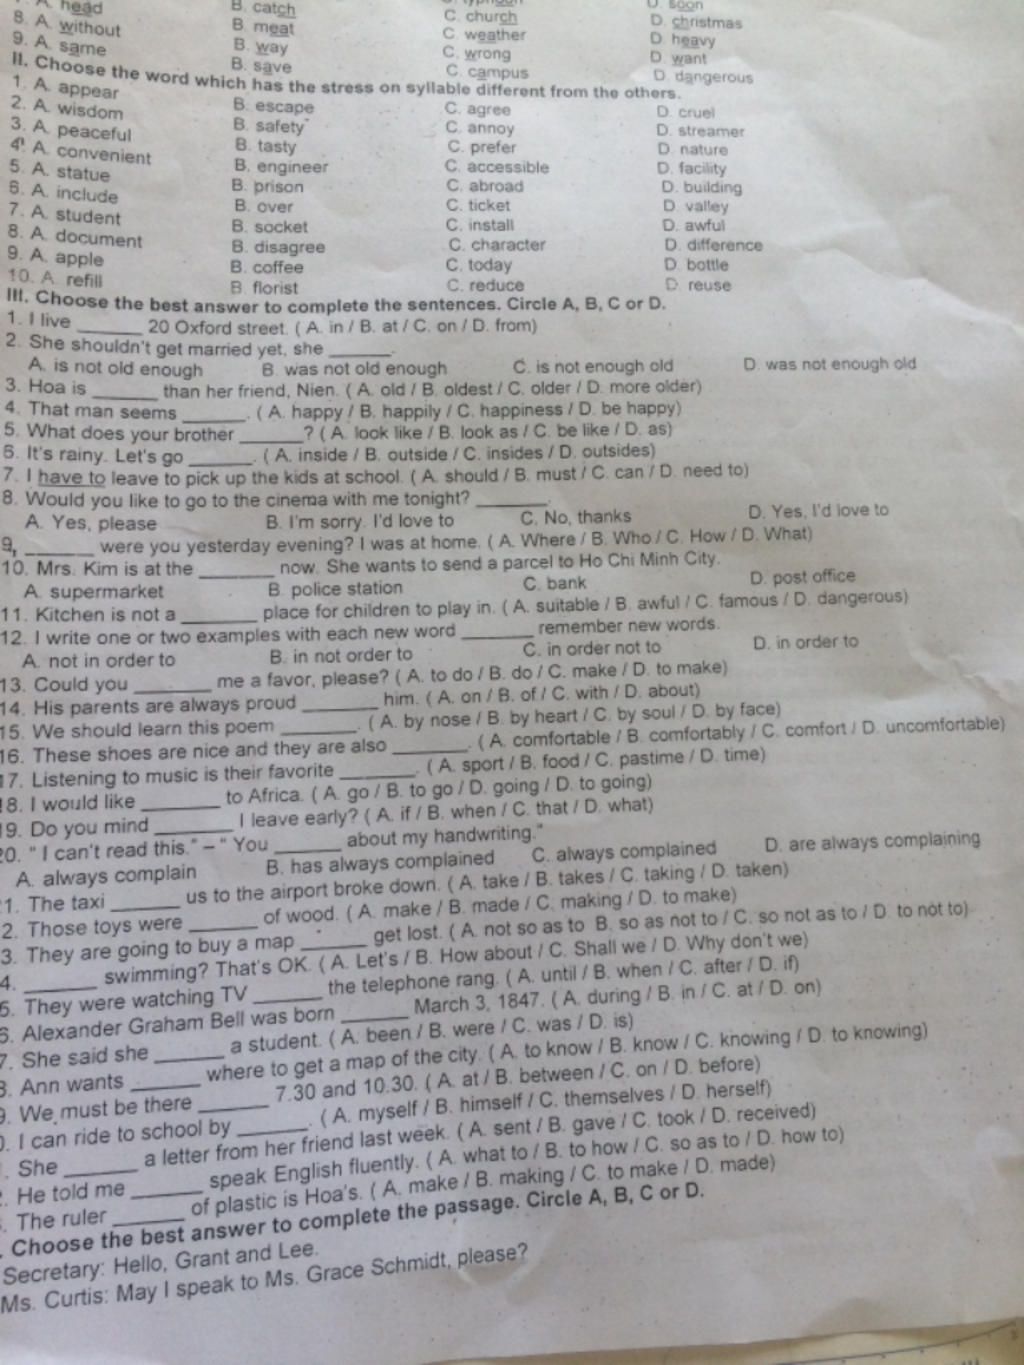 A. head B. catch D. soon
8. A. without B. meat C. church D. christmas
9. A. same B. way C. weather D. heavy
B. save C. wrong D. want
C. campus D. dangerous
II. Choose the word which has the stress on syllable different from the others.
1. A. appear B. escape C. agree D. cruel
2. A. wisdom B. safety C. annoy D. streamer
3. A. peaceful B. tasty C. prefer D. nature
4. A. convenient B. engineer C. accessible D. facility
5. A. statue B. prison C. abroad D. building
6. A. include B. over C. ticket D. valley
7. A. student B. socket C. install D. awful
8. A. document B. disagree C. character D. difference
9. A. apple B. coffee C. today D. bottle
10. A. refill B. florist C. reduce D. reuse
III. Choose the best answer to complete the sentences. Circle A, B, C or D.
1. I live ______ 20 Oxford street. ( A. in / B. at / C. on / D. from)
2. She shouldn't get married yet, she ______.
A. is not old enough B. was not old enough C. is not enough old D. was not enough old
3. Hoa is ______ than her friend, Nien. ( A. old / B. oldest / C. older / D. more older)
4. That man seems ______. ( A. happy / B. happily / C. happiness / D. be happy)
5. What does your brother ______? ( A. look like / B. look as / C. be like / D. as)
6. It's rainy. Let's go ______. ( A. inside / B. outside / C. insides / D. outsides)
7. I have to leave to pick up the kids at school. ( A. should / B. must / C. can / D. need to)
8. Would you like to go to the cinema with me tonight? ______.
A. Yes, please B. I'm sorry. I'd love to C. No, thanks D. Yes, I'd love to
9, ______ were you yesterday evening? I was at home. ( A. Where / B. Who / C. How / D. What)
10. Mrs. Kim is at the ______ now. She wants to send a parcel to Ho Chi Minh City.
A. supermarket B. police station C. bank D. post office
11. Kitchen is not a ______ place for children to play in. ( A. suitable / B. awful / C. famous / D. dangerous)
12. I write one or two examples with each new word ______ remember new words.
A. not in order to B. in not order to C. in order not to D. in order to
13. Could you ______ me a favor, please? ( A. to do / B. do / C. make / D. to make)
14. His parents are always proud ______ him. ( A. on / B. of / C. with / D. about)
15. We should learn this poem ______. ( A. by nose / B. by heart / C. by soul / D. by face)
16. These shoes are nice and they are also ______. ( A. comfortable / B. comfortably / C. comfort / D. uncomfortable)
17. Listening to music is their favorite ______. ( A. sport / B. food / C. pastime / D. time)
18. I would like ______ to Africa. ( A. go / B. to go / D. going / D. to going)
19. Do you mind ______ I leave early? ( A. if / B. when / C. that / D. what)
20. " I can't read this." – " You ______ about my handwriting."
A. always complain B. has always complained C. always complained D. are always complaining
1. The taxi ______ us to the airport broke down. ( A. take / B. takes / C. taking / D. taken)
2. Those toys were ______ of wood. ( A. make / B. made / C. making / D. to make)
3. They are going to buy a map ______ get lost. ( A. not so as to B. so as not to / C. so not as to / D. to not to)
4. ______ swimming? That's OK. ( A. Let's / B. How about / C. Shall we / D. Why don't we)
5. They were watching TV ______ the telephone rang. ( A. until / B. when / C. after / D. if)
6. Alexander Graham Bell was born ______ March 3, 1847. ( A. during / B. in / C. at / D. on)
7. She said she ______ a student. ( A. been / B. were / C. was / D. is)
8. Ann wants ______ where to get a map of the city. ( A. to know / B. know / C. knowing / D. to knowing)
9. We must be there ______ 7.30 and 10.30. ( A. at / B. between / C. on / D. before)
0. I can ride to school by ______. ( A. myself / B. himself / C. themselves / D. herself)
. She ______ a letter from her friend last week. ( A. sent / B. gave / C. took / D. received)
. He told me ______ speak English fluently. ( A. what to / B. to how / C. so as to / D. how to)
. The ruler ______ of plastic is Hoa's. ( A. make / B. making / C. to make / D. made)
. Choose the best answer to complete the passage. Circle A, B, C or D.
Secretary: Hello, Grant and Lee.
Ms. Curtis: May I speak to Ms. Grace Schmidt, please?